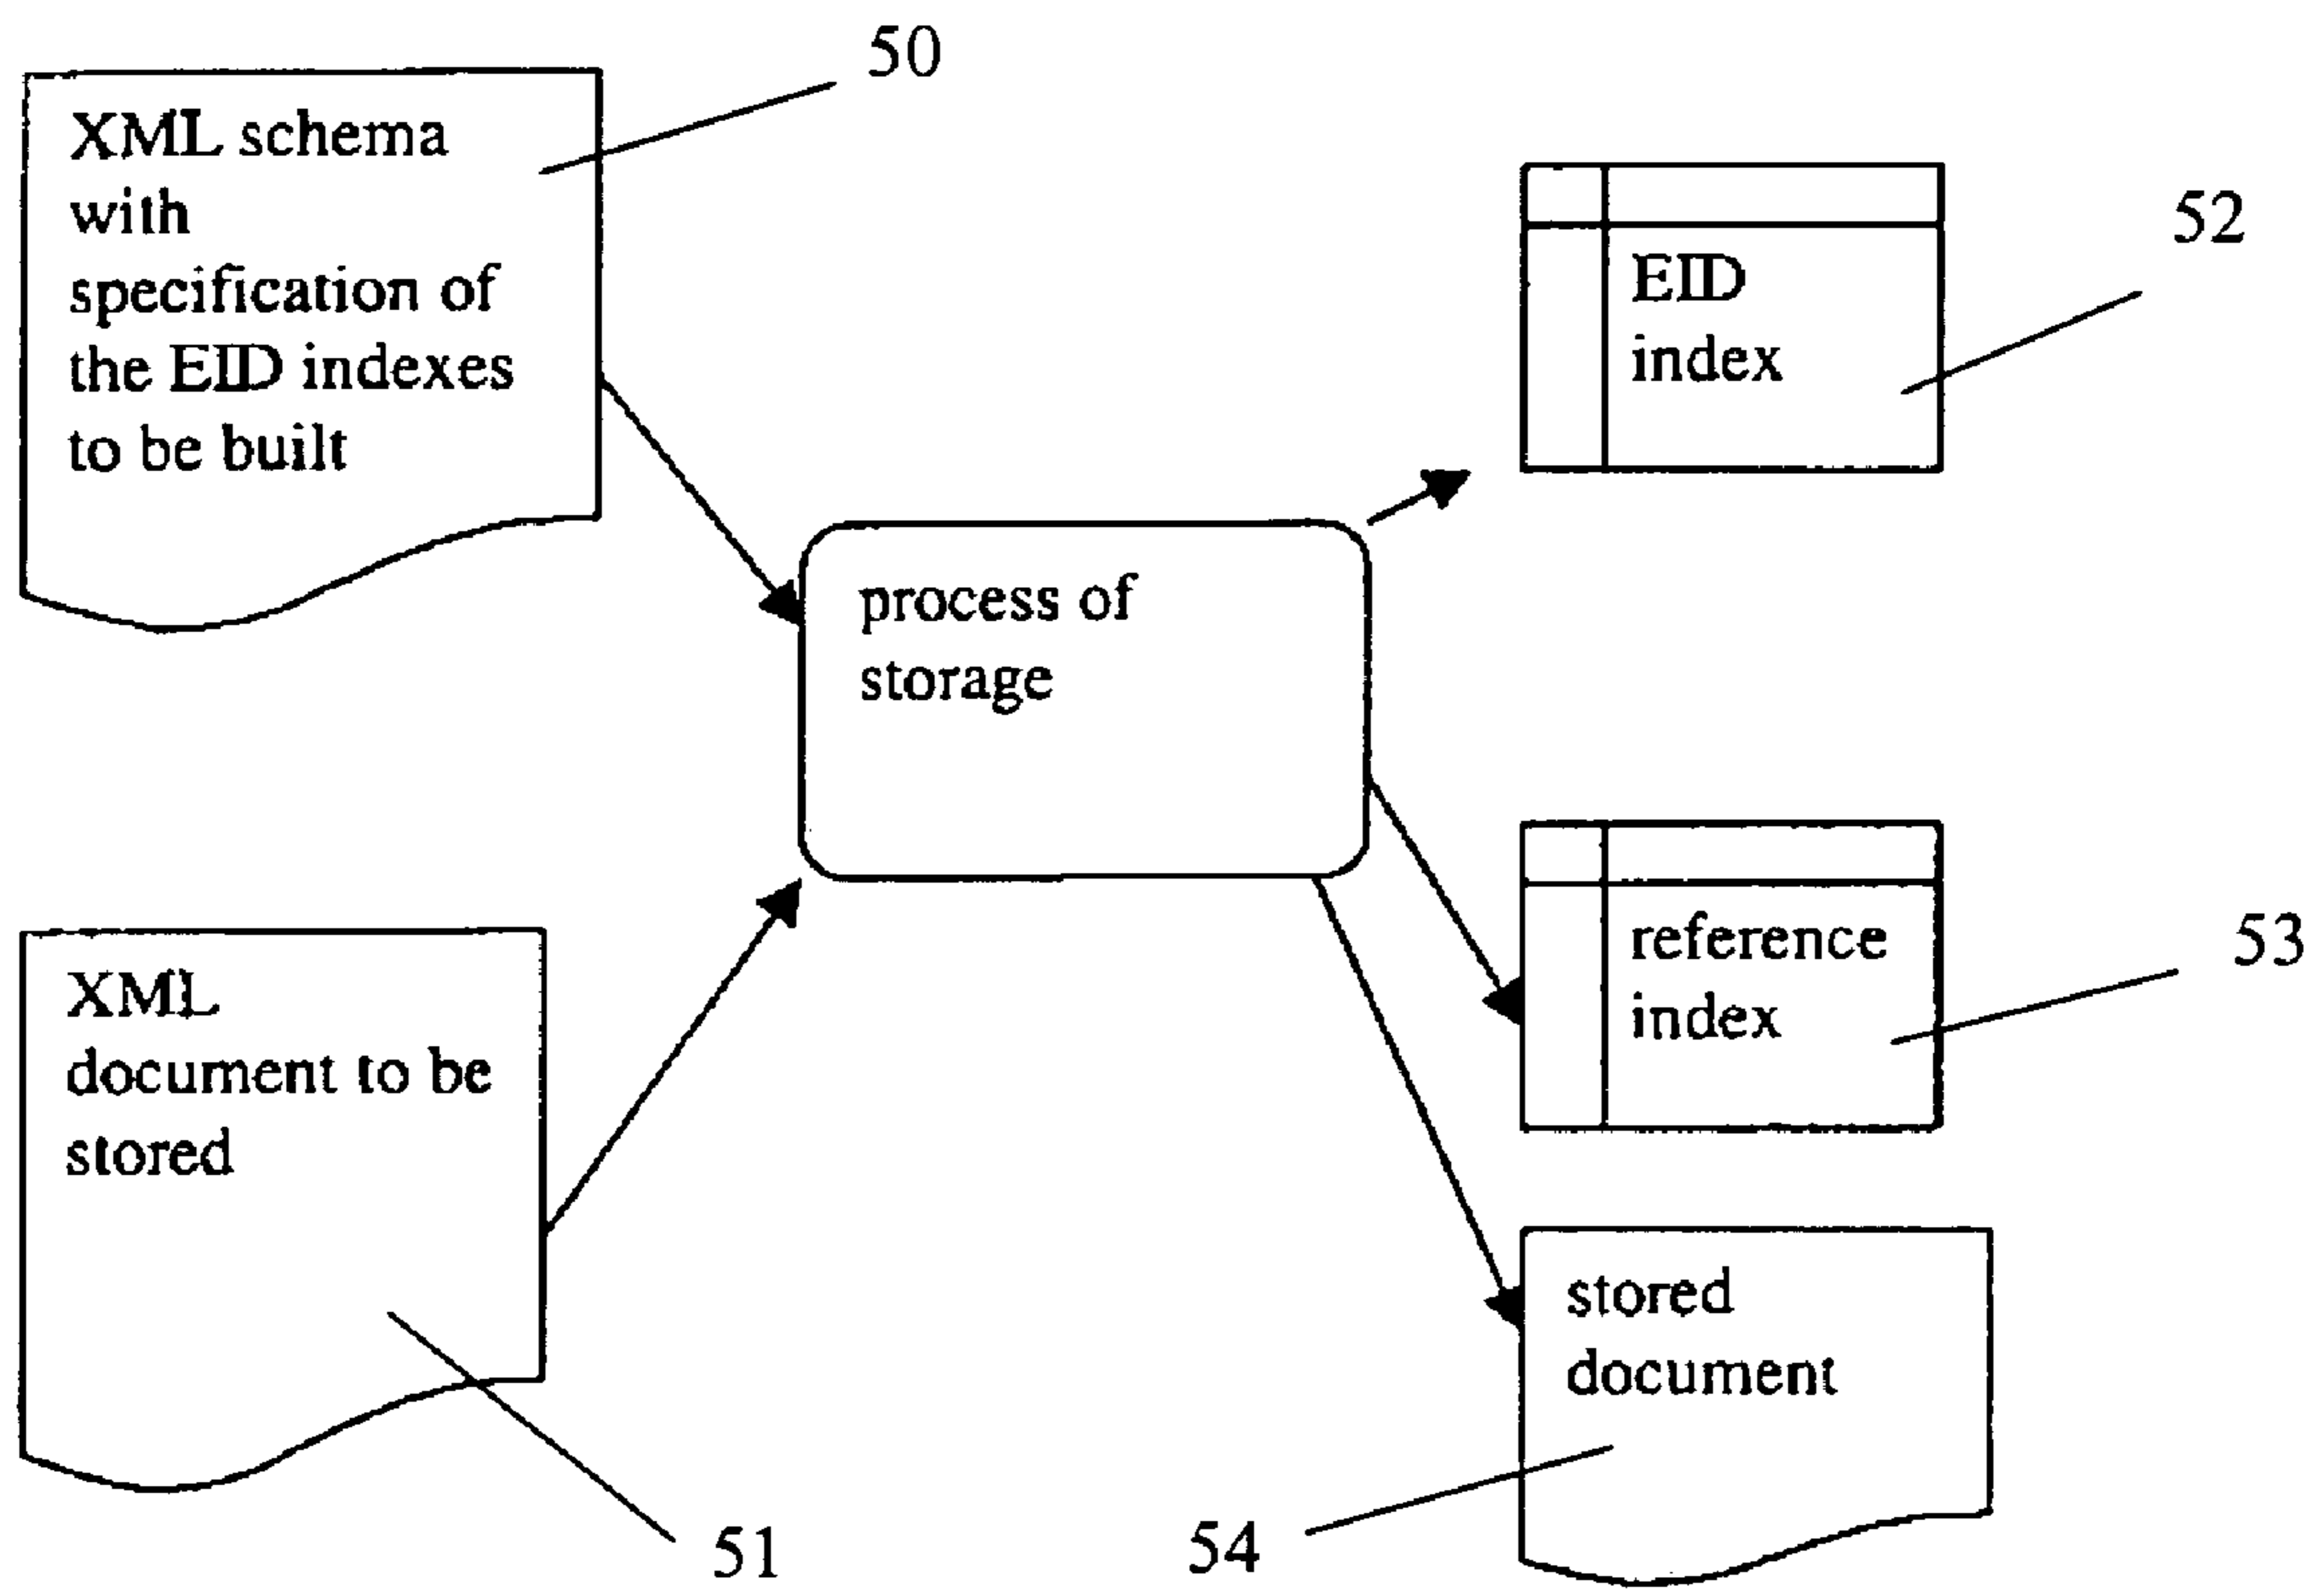 50
XML schema
with
specification of
the EID indexes
to be built
EID
index
52
process of
storage
reference
index
53
XML
document to be
stored
51
stored
document
54